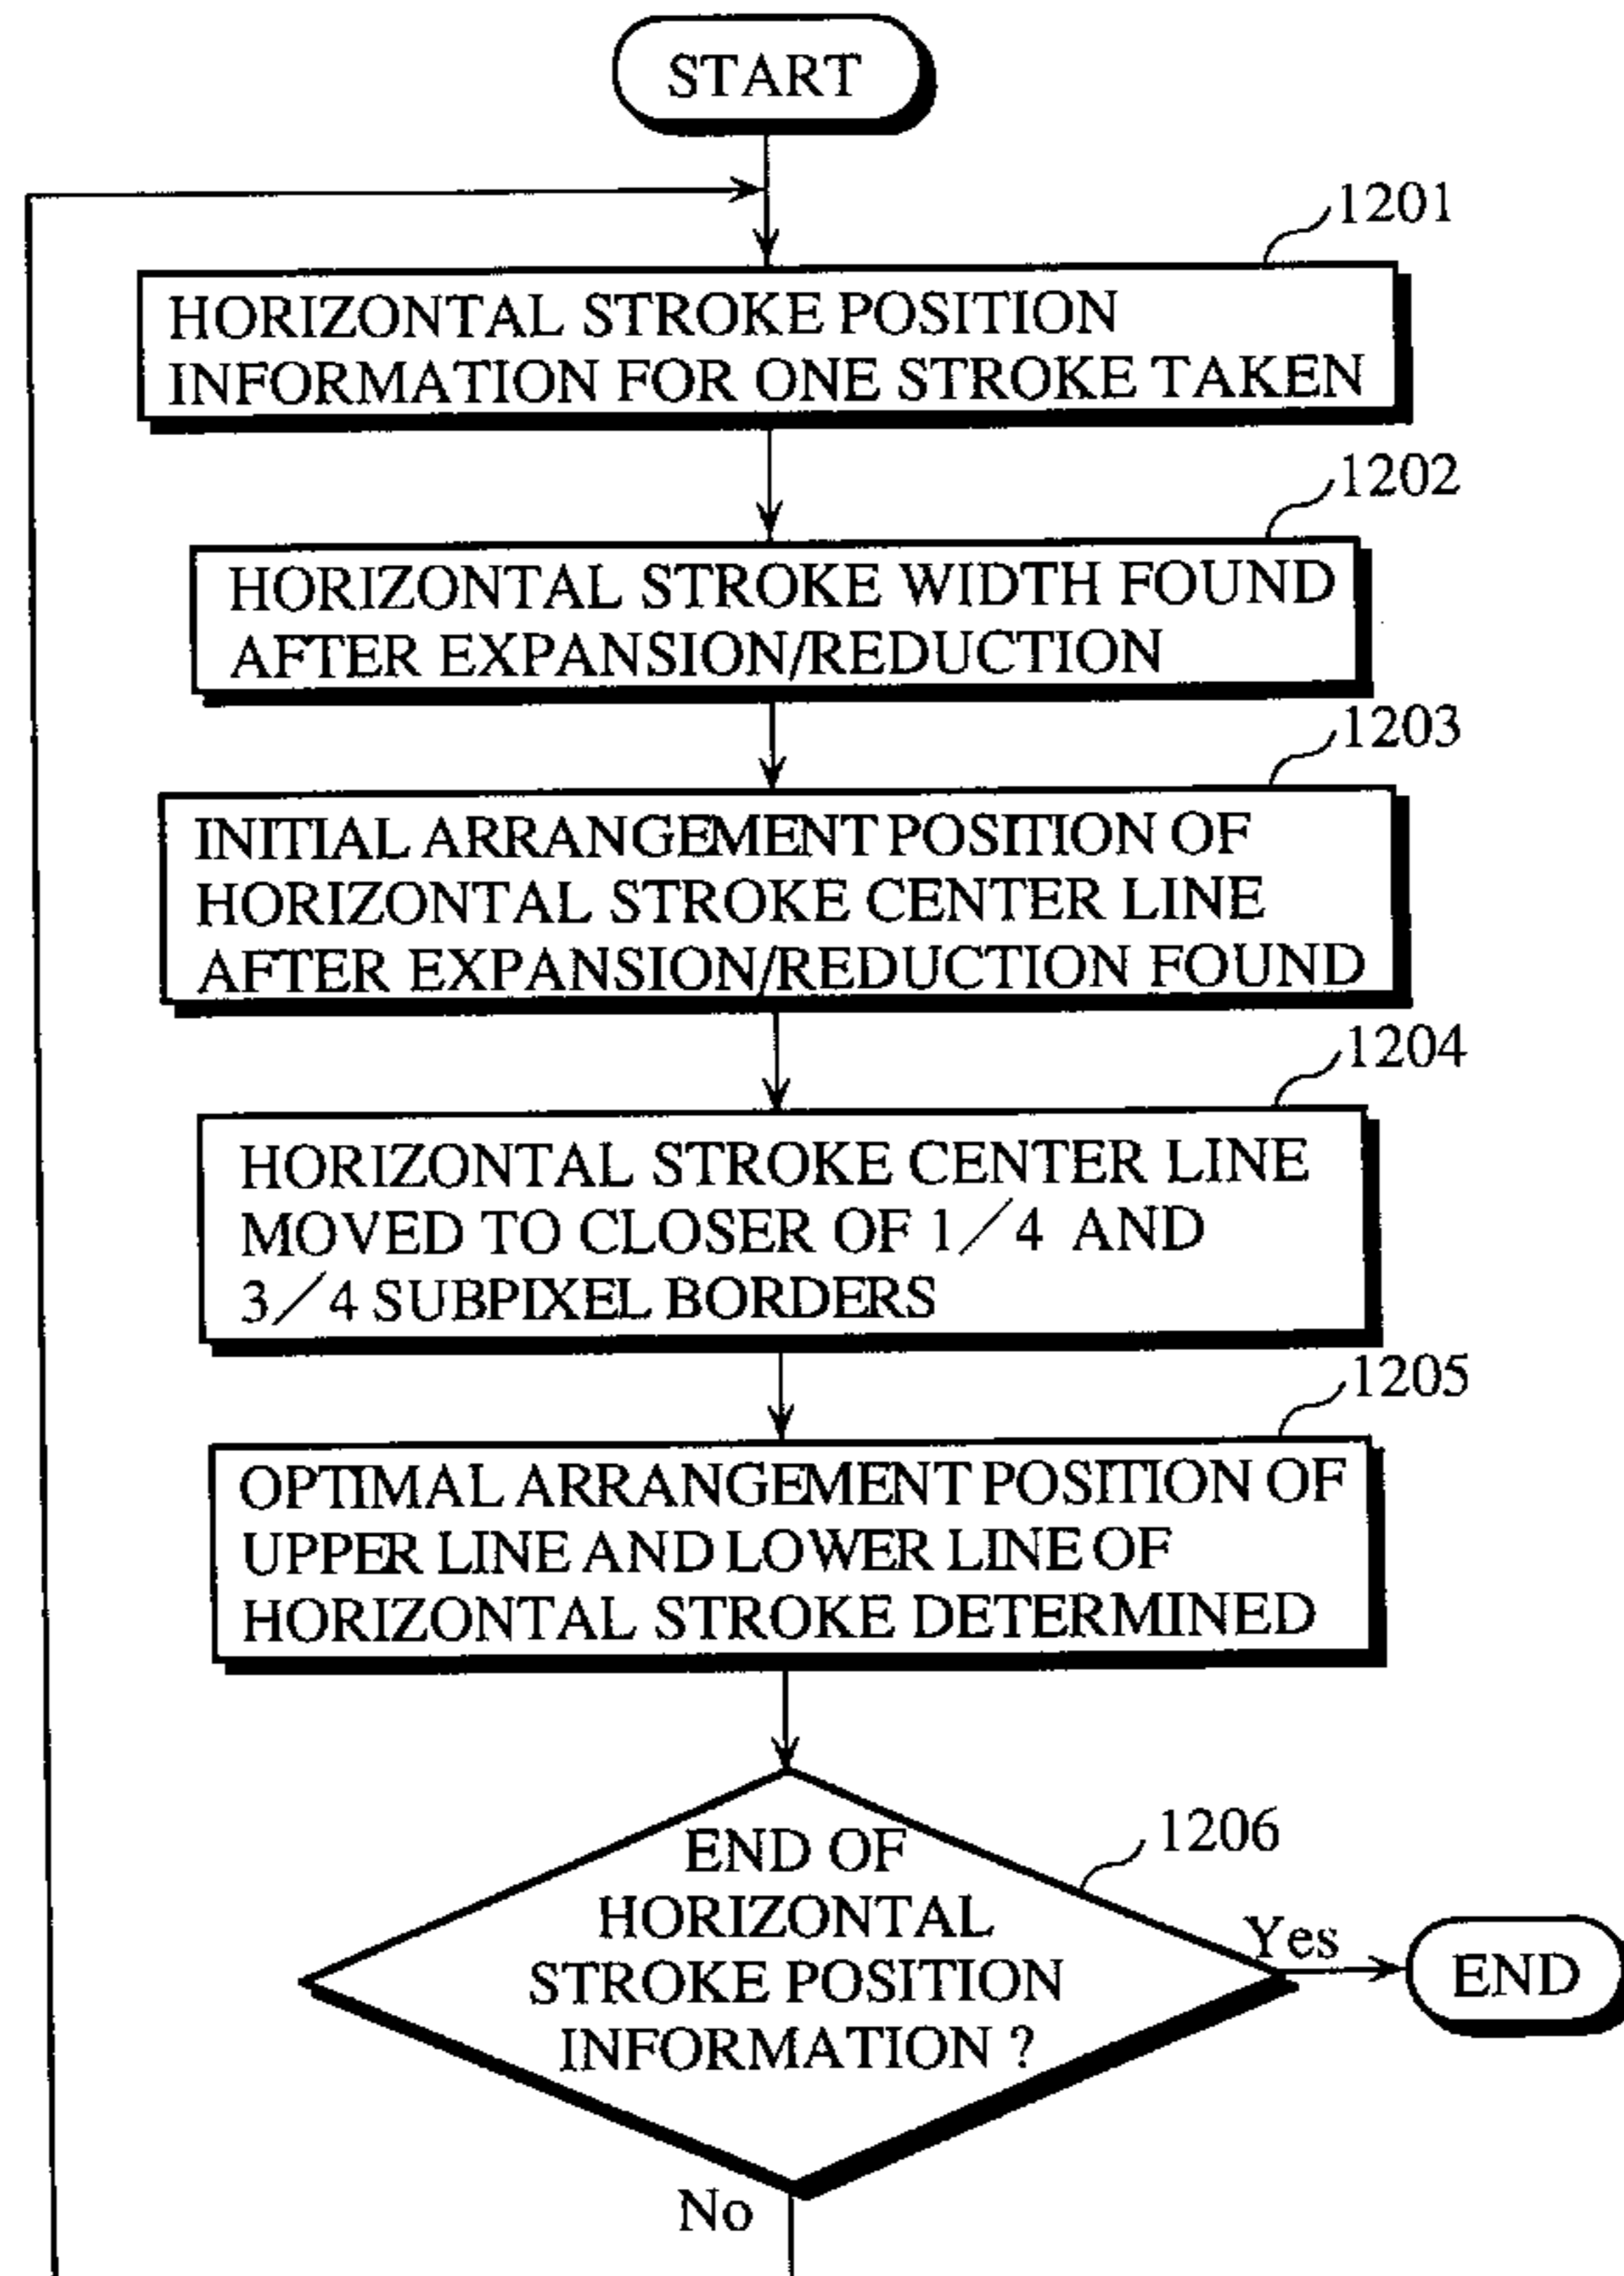 START
1201
HORIZONTAL STROKE POSITION
INFORMATION FOR ONE STROKE TAKEN
1202
HORIZONTAL STROKE WIDTH FOUND
AFTER EXPANSION/REDUCTION
1203
INITIAL ARRANGEMENT POSITION OF
HORIZONTAL STROKE CENTER LINE
AFTER EXPANSION/REDUCTION FOUND
1204
HORIZONTAL STROKE CENTER LINE
MOVED TO CLOSER OF 1/4 AND
3/4 SUBPIXEL BORDERS
1205
OPTIMAL ARRANGEMENT POSITION OF
UPPER LINE AND LOWER LINE OF
HORIZONTAL STROKE DETERMINED
1206
END OF
HORIZONTAL
STROKE POSITION
INFORMATION ?
Yes
END
No